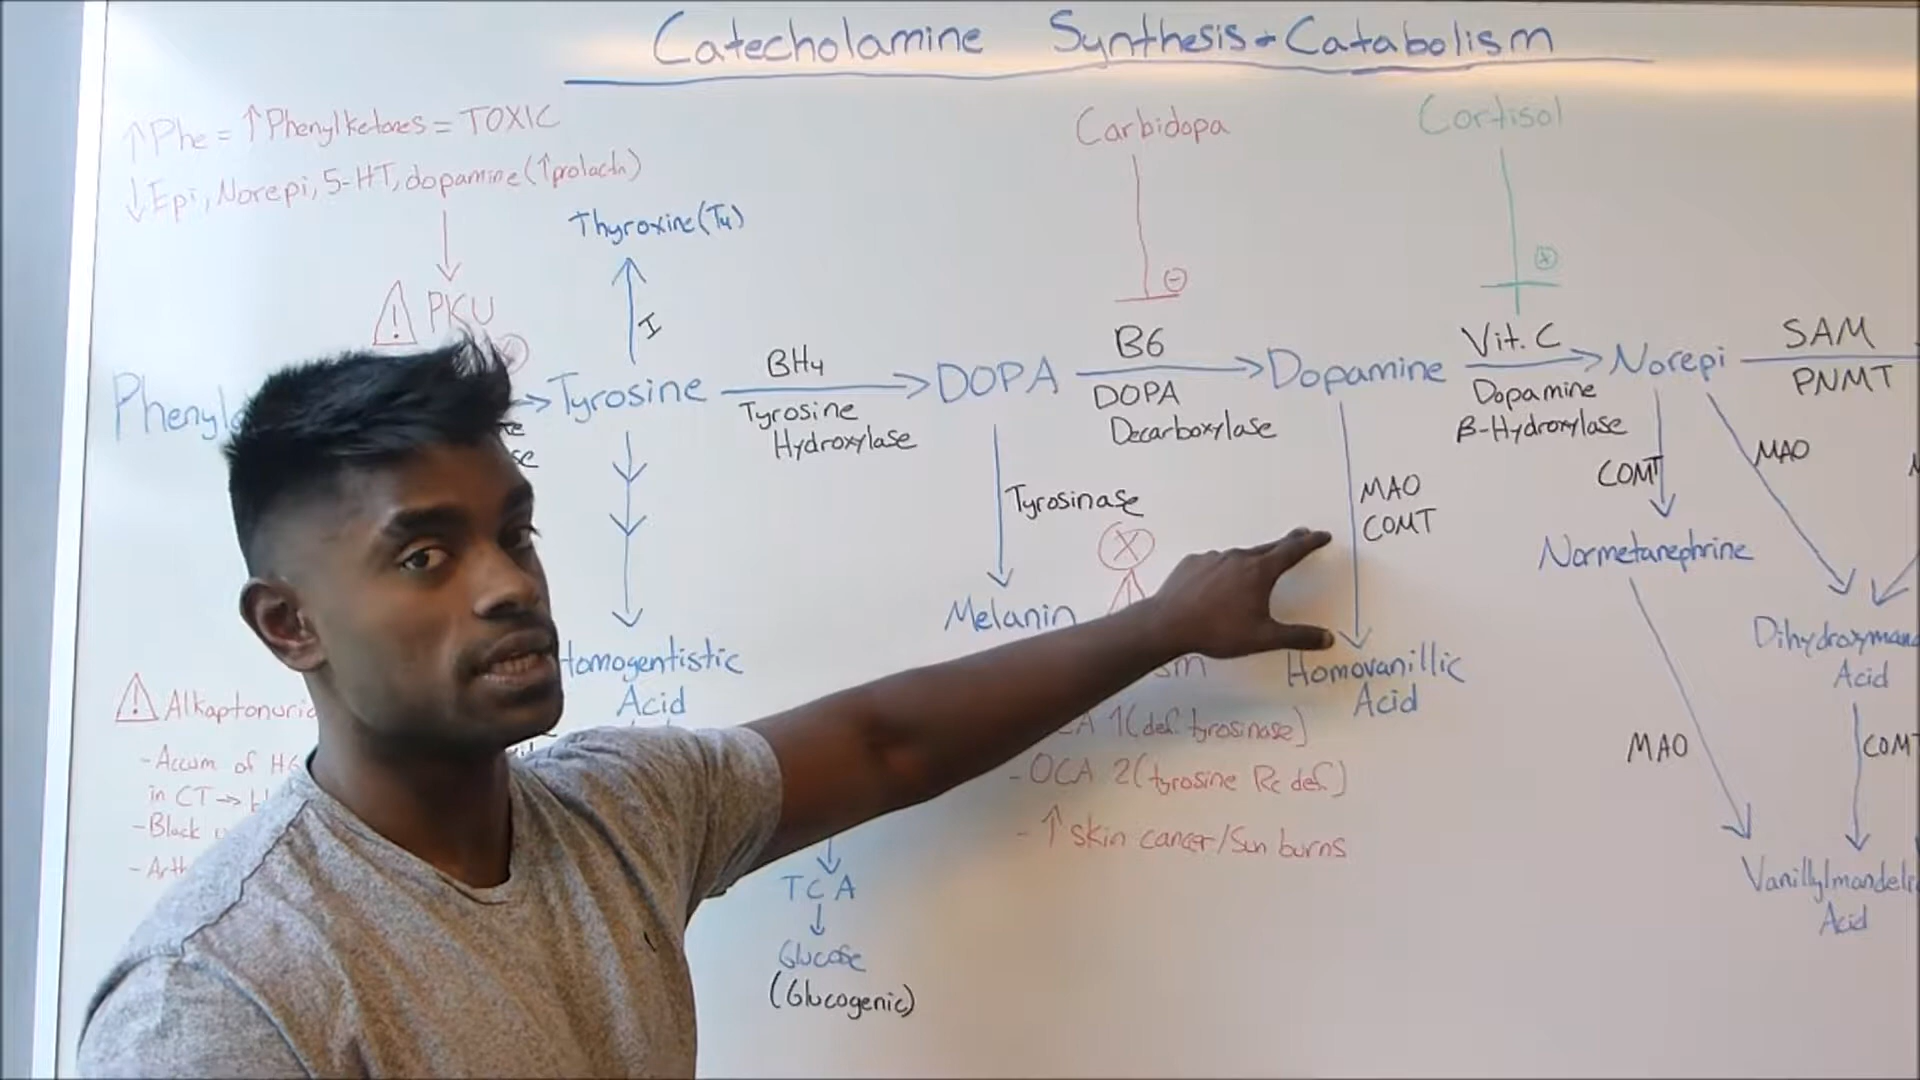 Catecholamine Synthesis + Catabolism
↑Phe = ↑Phenylketones = TOXIC
↓Epi, Norepi, 5-HT, dopamine (↑prolactn)
PKU
Thyroxine (T4)
I
Carbidopa
Cortisol
Tyrosine
BH4
Tyrosine
Hydroxylase
DOPA
B6
DOPA
Decarboxylase
Dopamine
Vit. C
Dopamine
β-Hydroxylase
Norepi
SAM
PNMT
Tyrosinase
X
Melanin
MAO
COMT
Homovanillic
Acid
COMT
MAO
Normetanephrine
MAO
Acid
COMT
Acid
Homogentistic
Acid
Alkaptonuria
- Accum of
in CT →
- Black
1 (def. tyrosinase)
- OCA 2 (tyrosine Rc def.)
- ↑ skin cancer/Sun burns
TCA
Glucose
(Glucogenic)